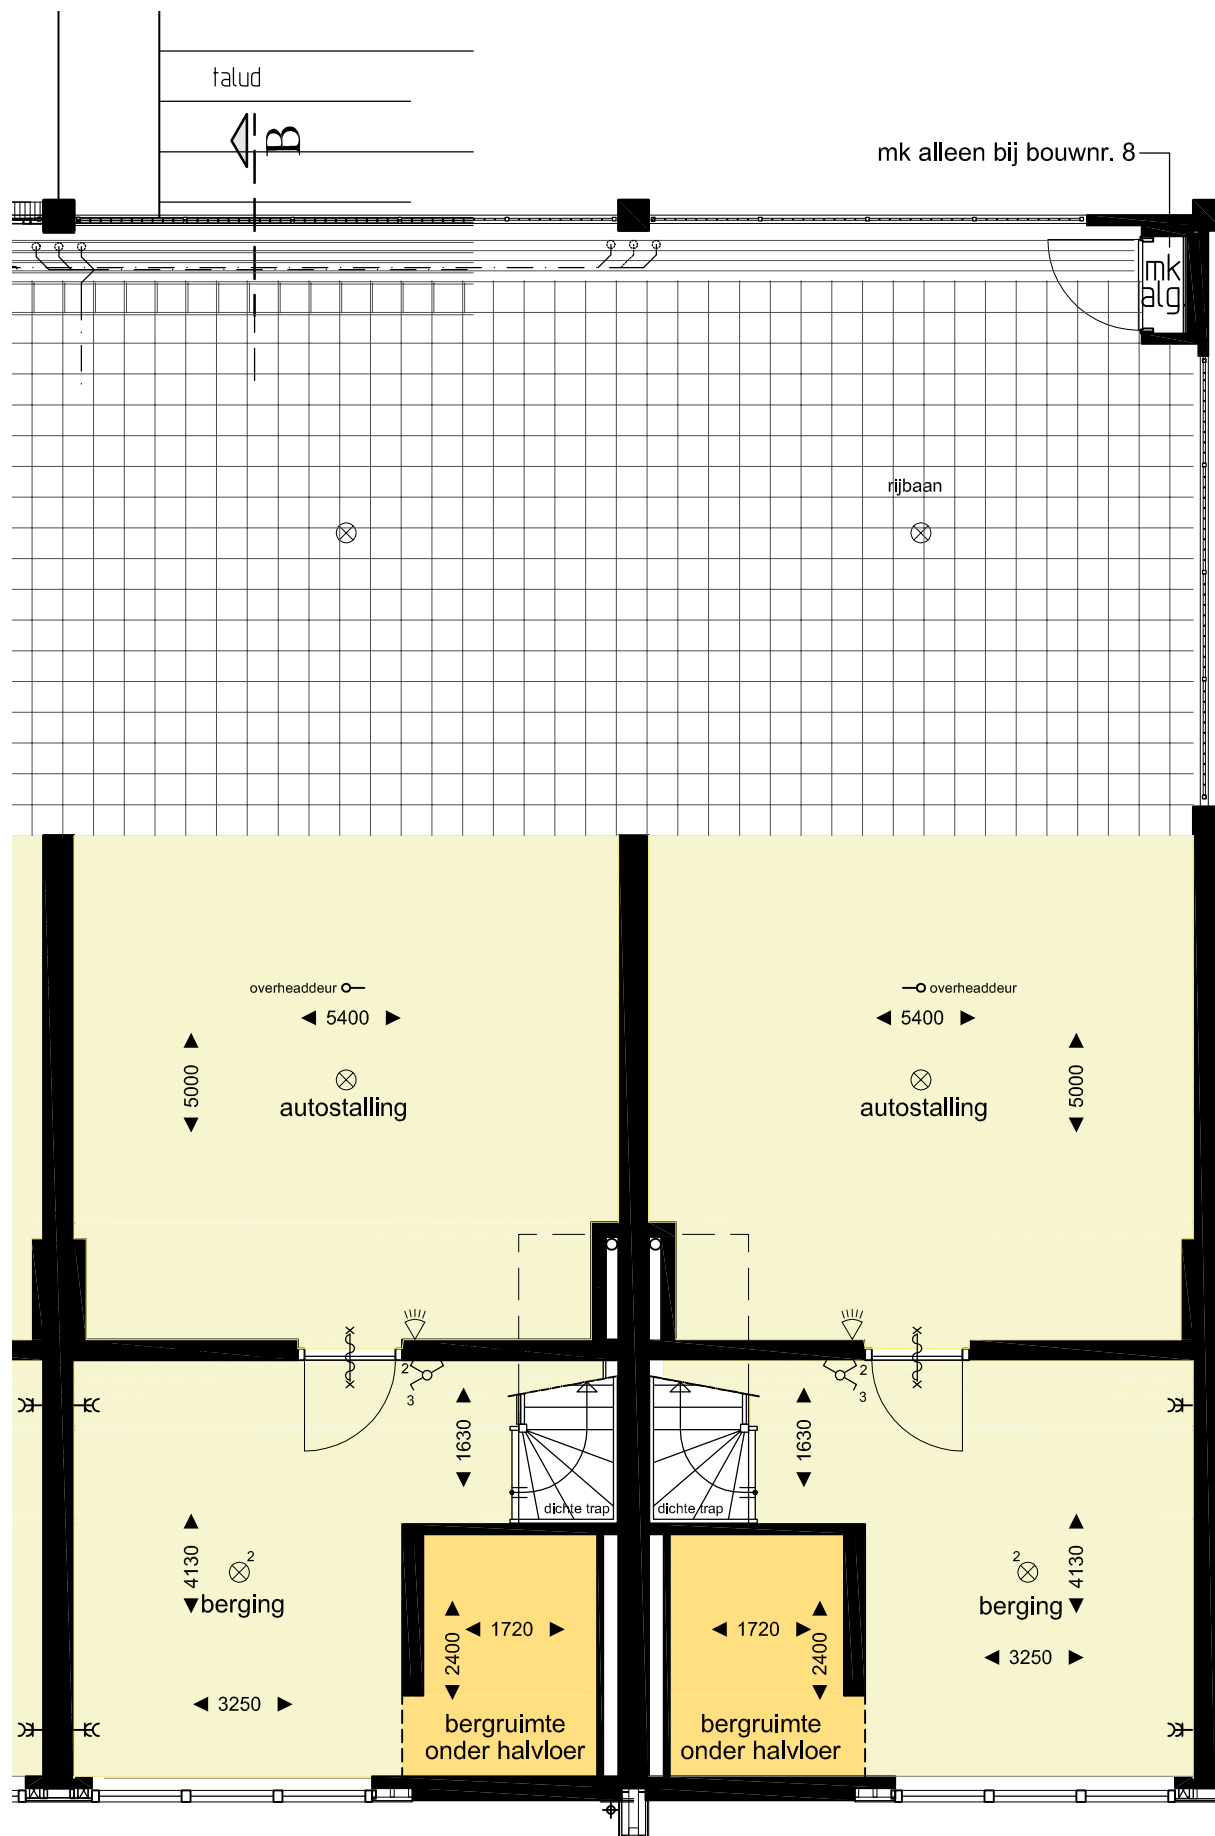 talud
B
mk alleen bij bouwnr. 8
mk
alg.
rijbaan
overheaddeur
5400
5000
autostalling
overheaddeur
5400
5000
autostalling
2
3
1630
dichte trap
2
3
1630
dichte trap
4130
2
berging
3250
1720
2400
bergruimte
onder halvloer
1720
2400
bergruimte
onder halvloer
2
berging
4130
3250